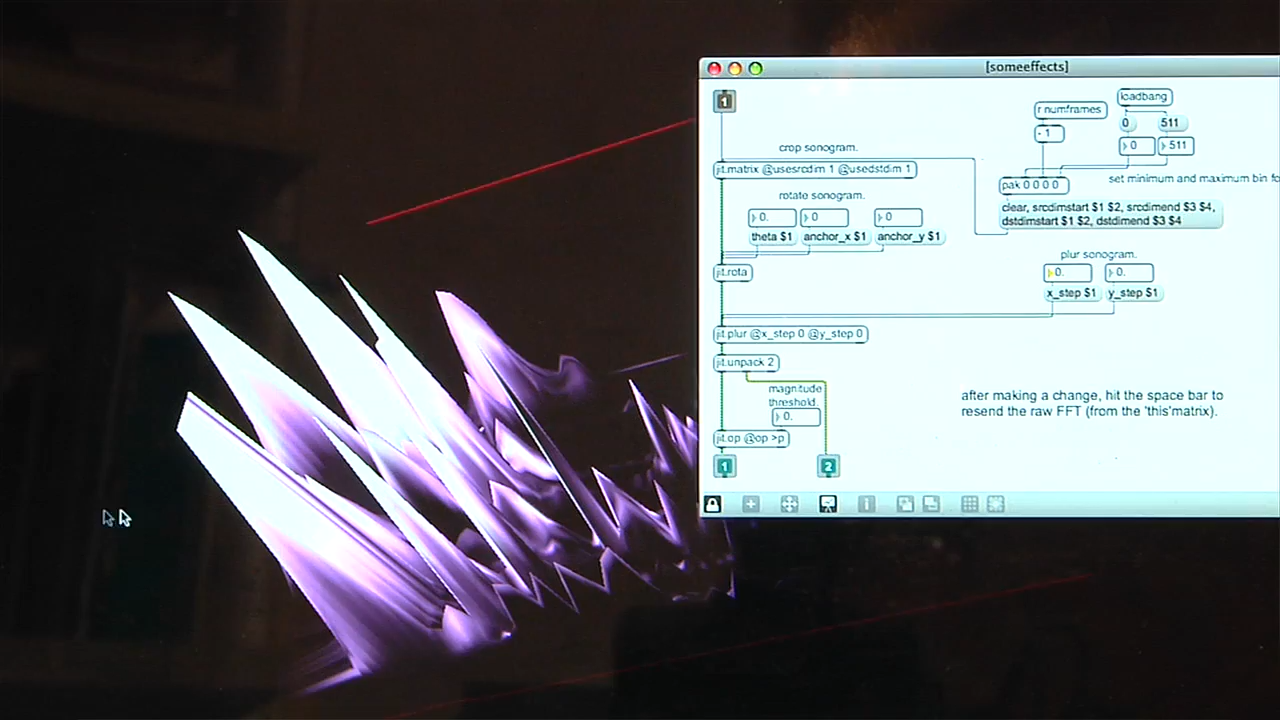 [someeffects]
1
loadbang
r numframes
0
511
- 1
0
511
crop sonogram.
jit.matrix @usesrcdim 1 @usedstdim 1
pak 0 0 0 0
set minimum and maximum bin fo
rotate sonogram.
clear, srcdimstart $1 $2, srcdimend $3 $4,
dstdimstart $1 $2, dstdimend $3 $4
0.
0
0
theta $1
anchor_x $1
anchor_y $1
plur sonogram.
jit.rota
0.
0.
x_step $1
y_step $1
jit.plur @x_step 0 @y_step 0
jit.unpack 2
magnitude
threshold.
0.
after making a change, hit the space bar to
resend the raw FFT (from the 'this'matrix).
jit.op @op >p
1
2